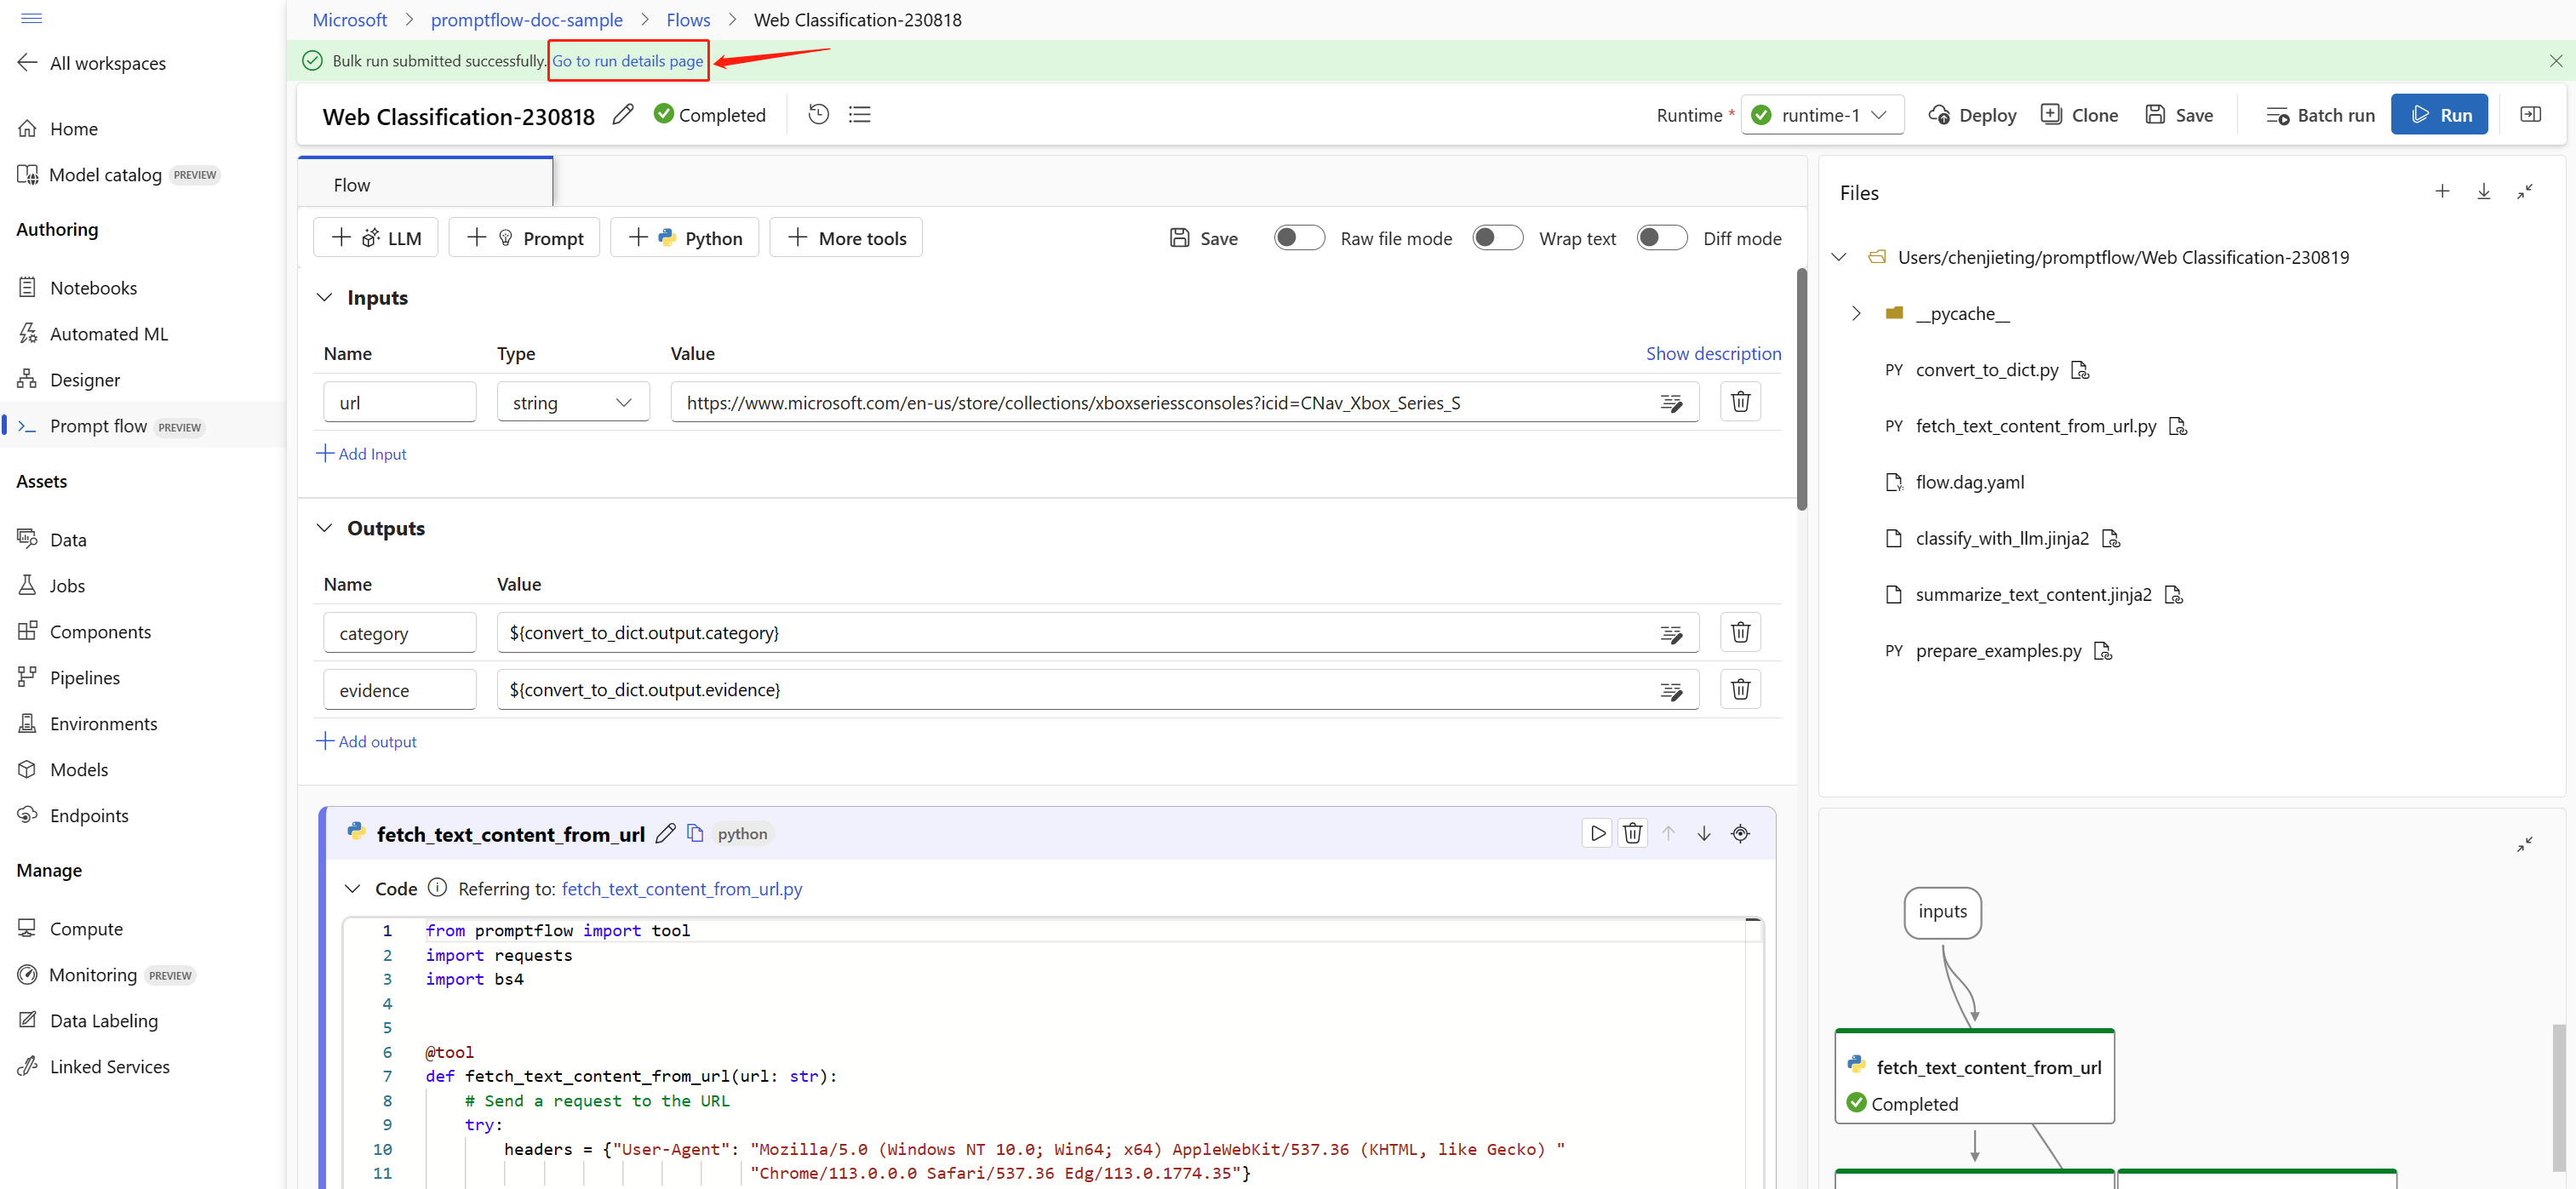 Microsoft > promptflow-doc-sample > Flows > Web Classification-230818
Bulk run submitted successfully. Go to run details page
All workspaces
Home
Model catalog PREVIEW
Authoring
Notebooks
Automated ML
Designer
Prompt flow PREVIEW
Assets
Data
Jobs
Components
Pipelines
Environments
Models
Endpoints
Manage
Compute
Monitoring PREVIEW
Data Labeling
Linked Services
Web Classification-230818 Completed
Runtime * runtime-1 Deploy Clone Save Batch run Run
Flow
LLM Prompt Python More tools Save Raw file mode Wrap text Diff mode
Inputs
Name Type Value Show description
url string https://www.microsoft.com/en-us/store/collections/xboxseriessconsoles?icid=CNav_Xbox_Series_S
Add Input
Outputs
Name Value
category ${convert_to_dict.output.category}
evidence ${convert_to_dict.output.evidence}
Add output
fetch_text_content_from_url python
Code Referring to: fetch_text_content_from_url.py
1 from promptflow import tool
2 import requests
3 import bs4
4
5
6 @tool
7 def fetch_text_content_from_url(url: str):
8 # Send a request to the URL
9 try:
10 headers = {"User-Agent": "Mozilla/5.0 (Windows NT 10.0; Win64; x64) AppleWebKit/537.36 (KHTML, like Gecko) "
11 "Chrome/113.0.0.0 Safari/537.36 Edg/113.0.1774.35"}
Files
Users/chenjieting/promptflow/Web Classification-230819
__pycache__
PY convert_to_dict.py
PY fetch_text_content_from_url.py
flow.dag.yaml
classify_with_llm.jinja2
summarize_text_content.jinja2
PY prepare_examples.py
inputs
fetch_text_content_from_url
Completed